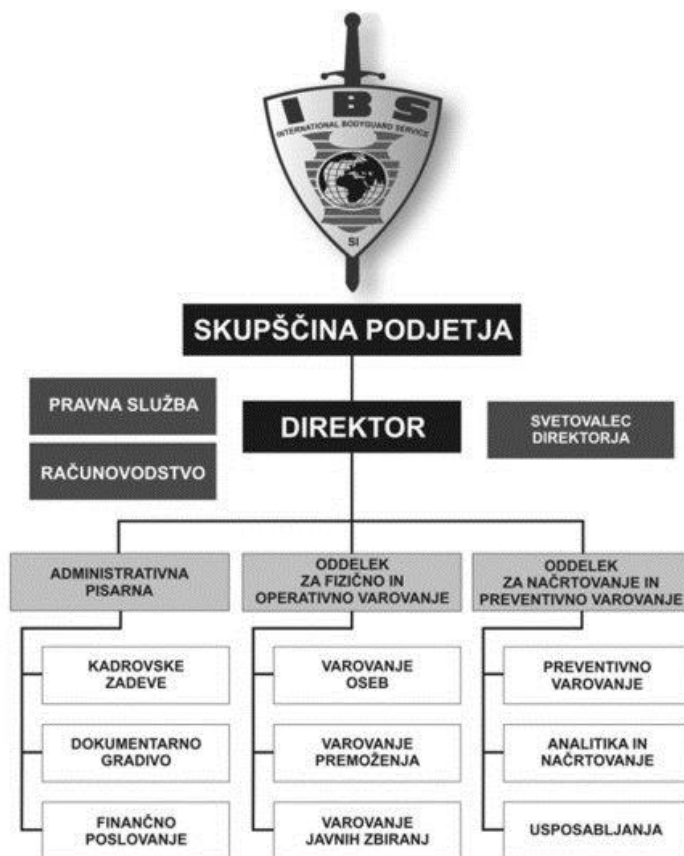 IBS
INTERNATIONAL BODYGUARD SERVICE
SI
SKUPŠČINA PODJETJA
PRAVNA SLUŽBA
RAČUNOVODSTVO
DIREKTOR
SVETOVALEC
DIREKTORJA
ADMINISTRATIVNA
PISARNA
KADROVSKE
ZADEVE
DOKUMENTARNO
GRADIVO
FINANČNO
POSLOVANJE
ODDELEK
ZA FIZIČNO IN
OPERATIVNO VAROVANJE
VAROVANJE
OSEB
VAROVANJE
PREMOŽENJA
VAROVANJE
JAVNIH ZBIRANJ
ODDELEK
ZA NAČRTOVANJE IN
PREVENTIVNO VAROVANJE
PREVENTIVNO
VAROVANJE
ANALITIKA IN
NAČRTOVANJE
USPOSABLJANJA